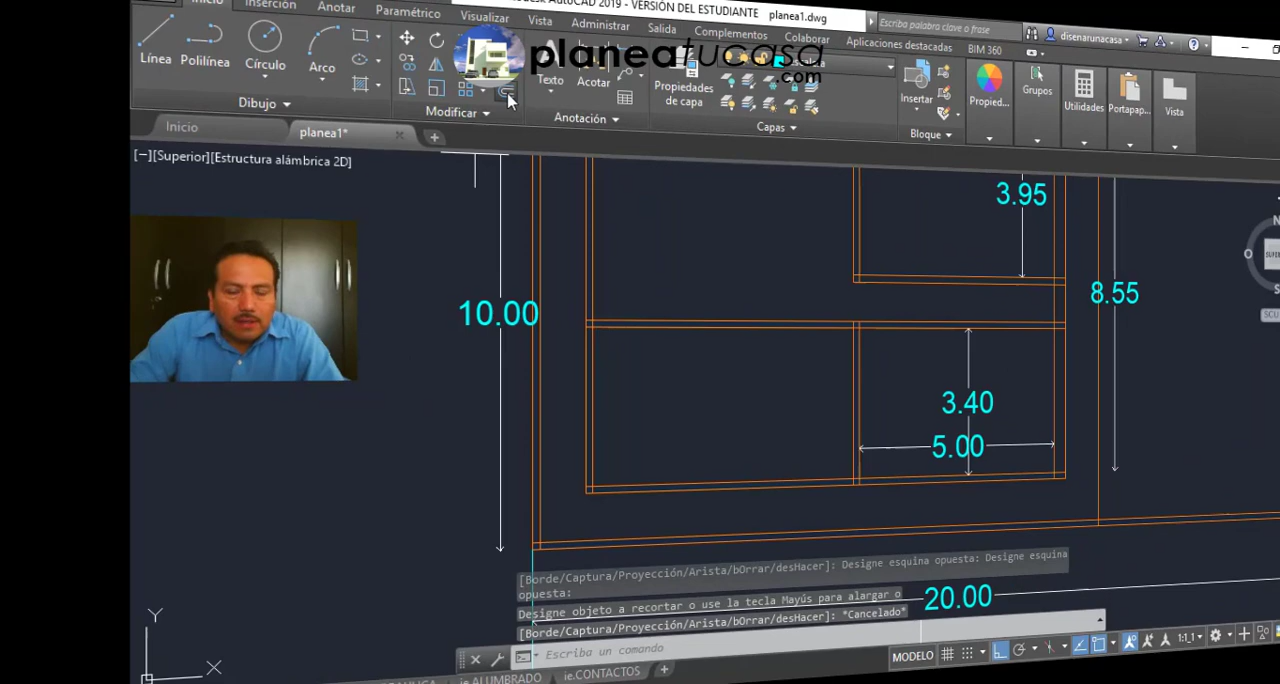 Inicio Inserción Anotar Paramétrico Visualizar Vista Administrar Salida Complementos Colaborar Aplicaciones destacadas BIM 360
AutoCAD 2019 - VERSIÓN DEL ESTUDIANTE planea1.dwg
Escriba palabra clave o frase
disenarunacasa
planeatucasa
.com
Línea Polilínea Círculo Arco
Texto Acotar
Propiedades
de capa
Insertar
Propied...
Grupos
Utilidades
Portapap...
Vista
Dibujo
Modificar
Anotación
Capas
Bloque
Inicio
planea1*
[−][Superior][Estructura alámbrica 2D]
3.95
10.00
8.55
3.40
5.00
20.00
O
SCU
[Borde/Captura/Proyección/Arista/bOrrar/desHacer]: Designe esquina opuesta: Designe esquina
opuesta:
Designe objeto a recortar o use la tecla Mayús para alargar o
[Borde/Captura/Proyección/Arista/bOrrar/desHacer]: *Cancelado*
Escriba un comando
Y
X
MODELO
1:1
ie.ALUMBRADO
ie.CONTACTOS